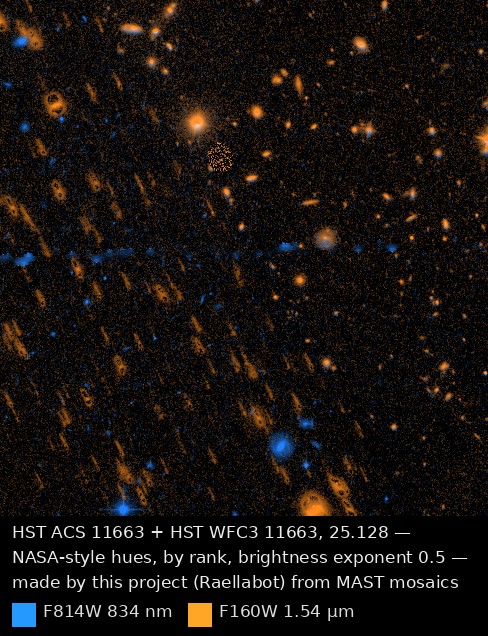 HST ACS 11663 + HST WFC3 11663, 25.128 —
NASA-style hues, by rank, brightness exponent 0.5 —
made by this project (Raellabot) from MAST mosaics
F814W 834 nm F160W 1.54 µm